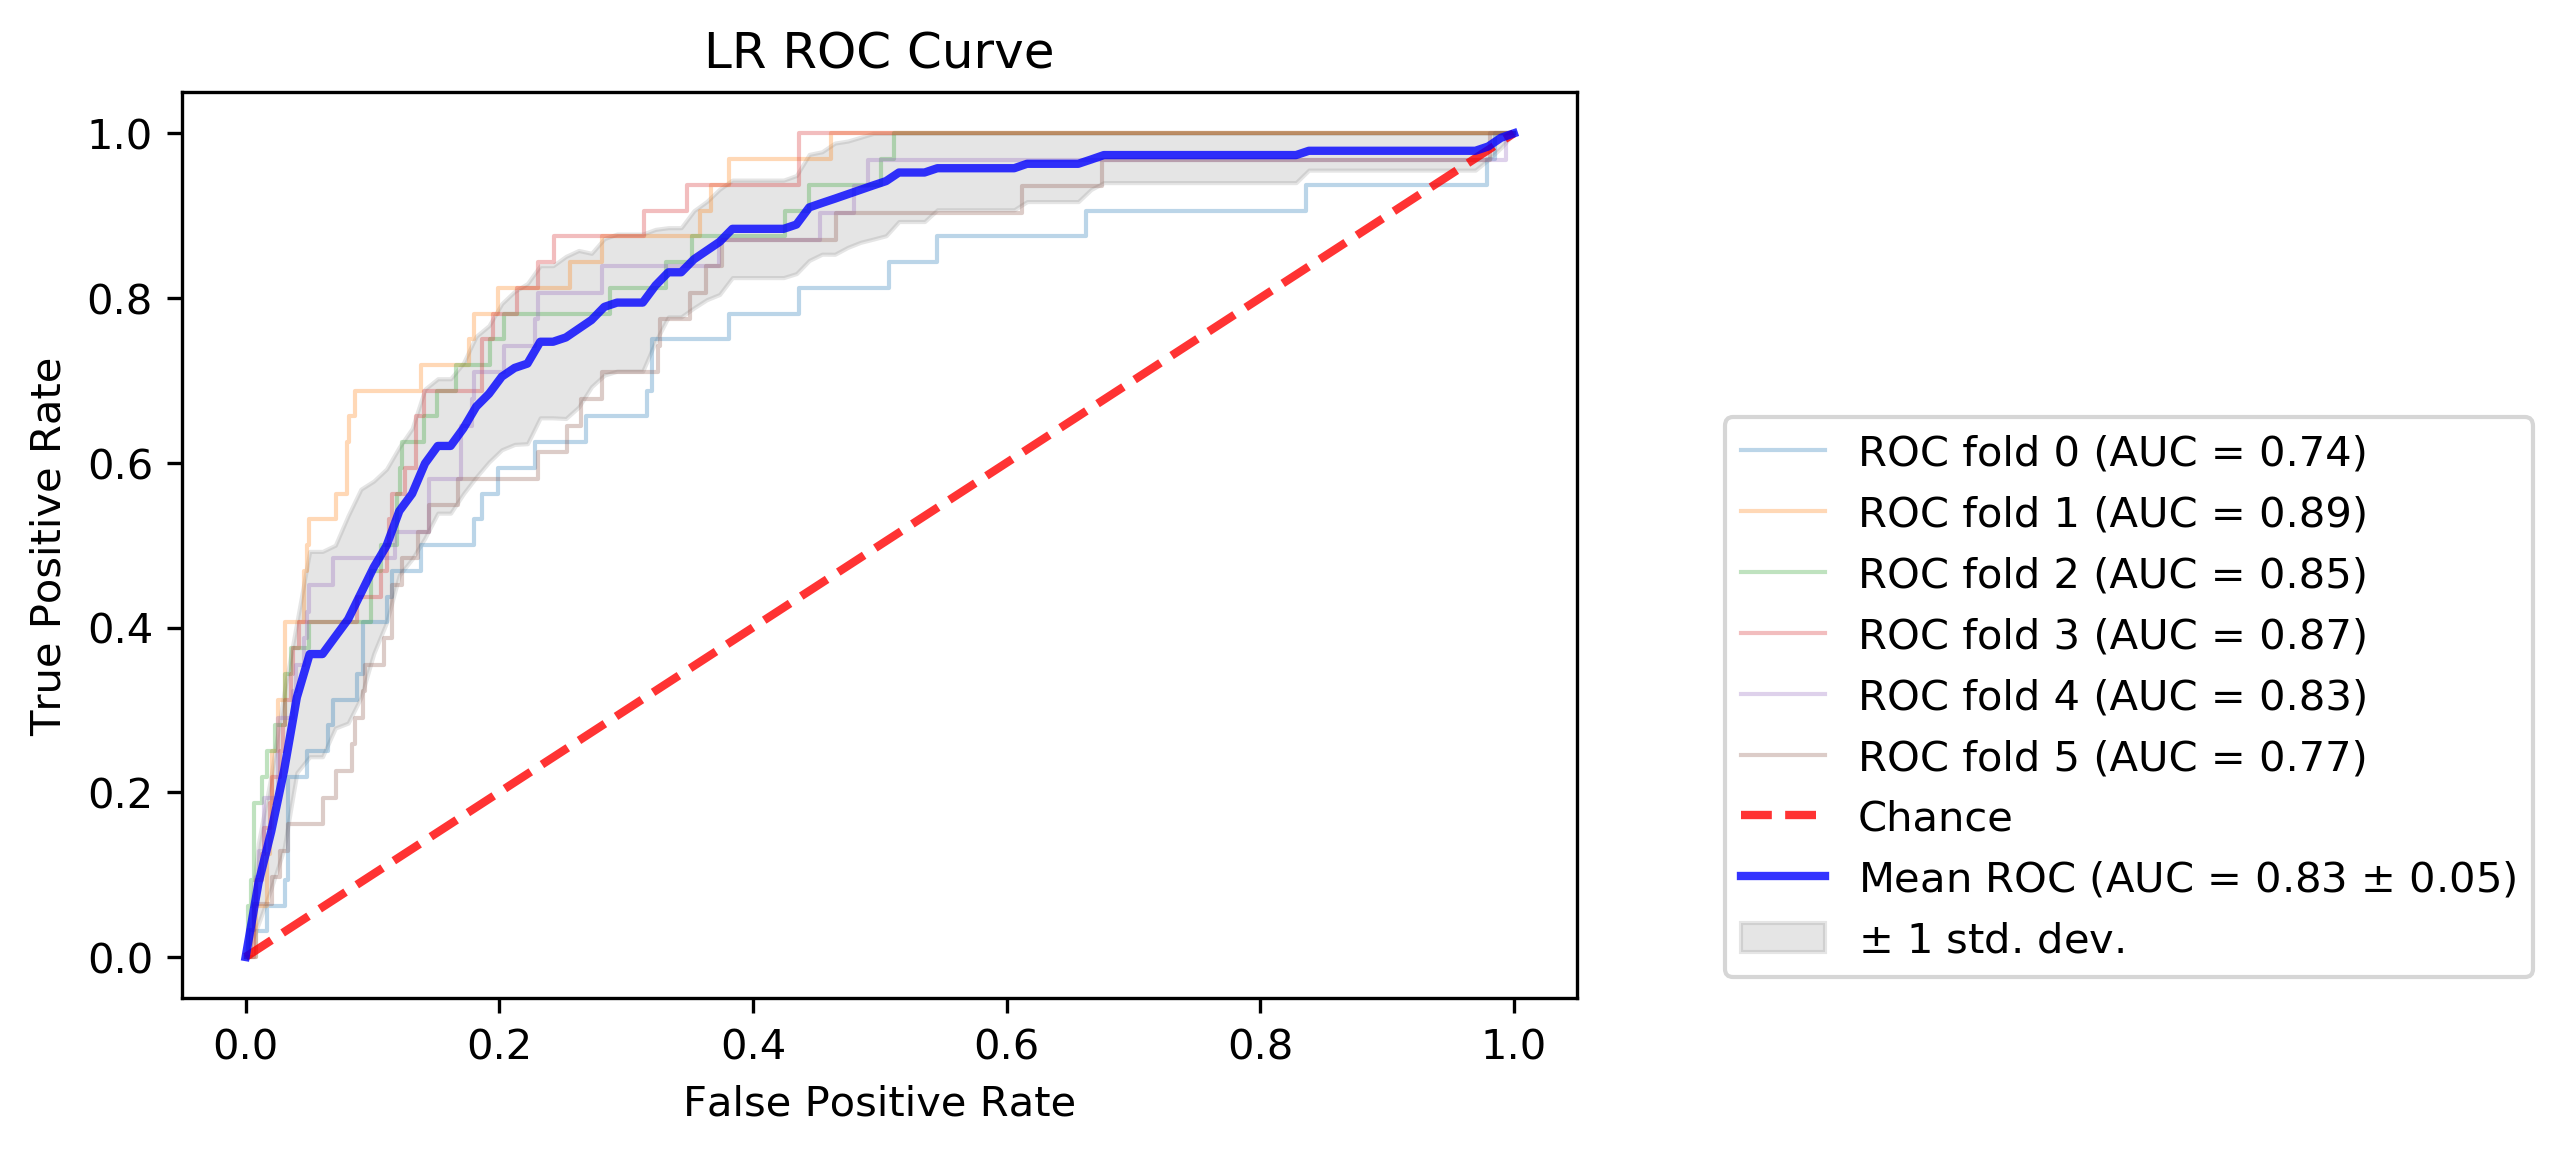 LR ROC Curve
True Positive Rate
1.0
0.8
0.6
0.4
0.2
0.0
0.0 0.2 0.4 0.6 0.8 1.0
False Positive Rate
ROC fold 0 (AUC = 0.74)
ROC fold 1 (AUC = 0.89)
ROC fold 2 (AUC = 0.85)
ROC fold 3 (AUC = 0.87)
ROC fold 4 (AUC = 0.83)
ROC fold 5 (AUC = 0.77)
Chance
Mean ROC (AUC = 0.83 ± 0.05)
± 1 std. dev.